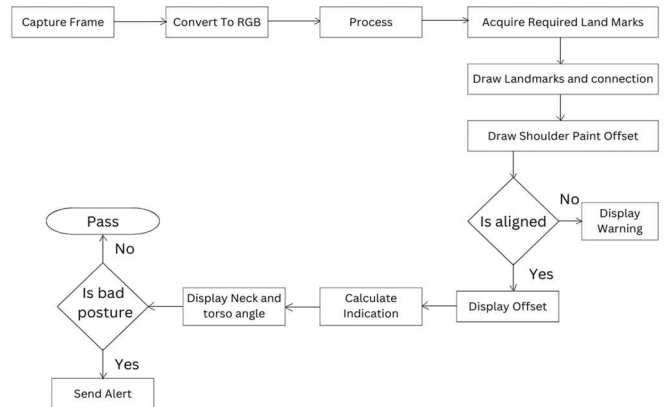 Capture Frame
Convert To RGB
Process
Acquire Required Land Marks
Draw Landmarks and connection
Draw Shoulder Paint Offset
Is aligned
No
Display
Warning
Yes
Display Offset
Calculate
Indication
Display Neck and
torso angle
Is bad
posture
No
Pass
Yes
Send Alert